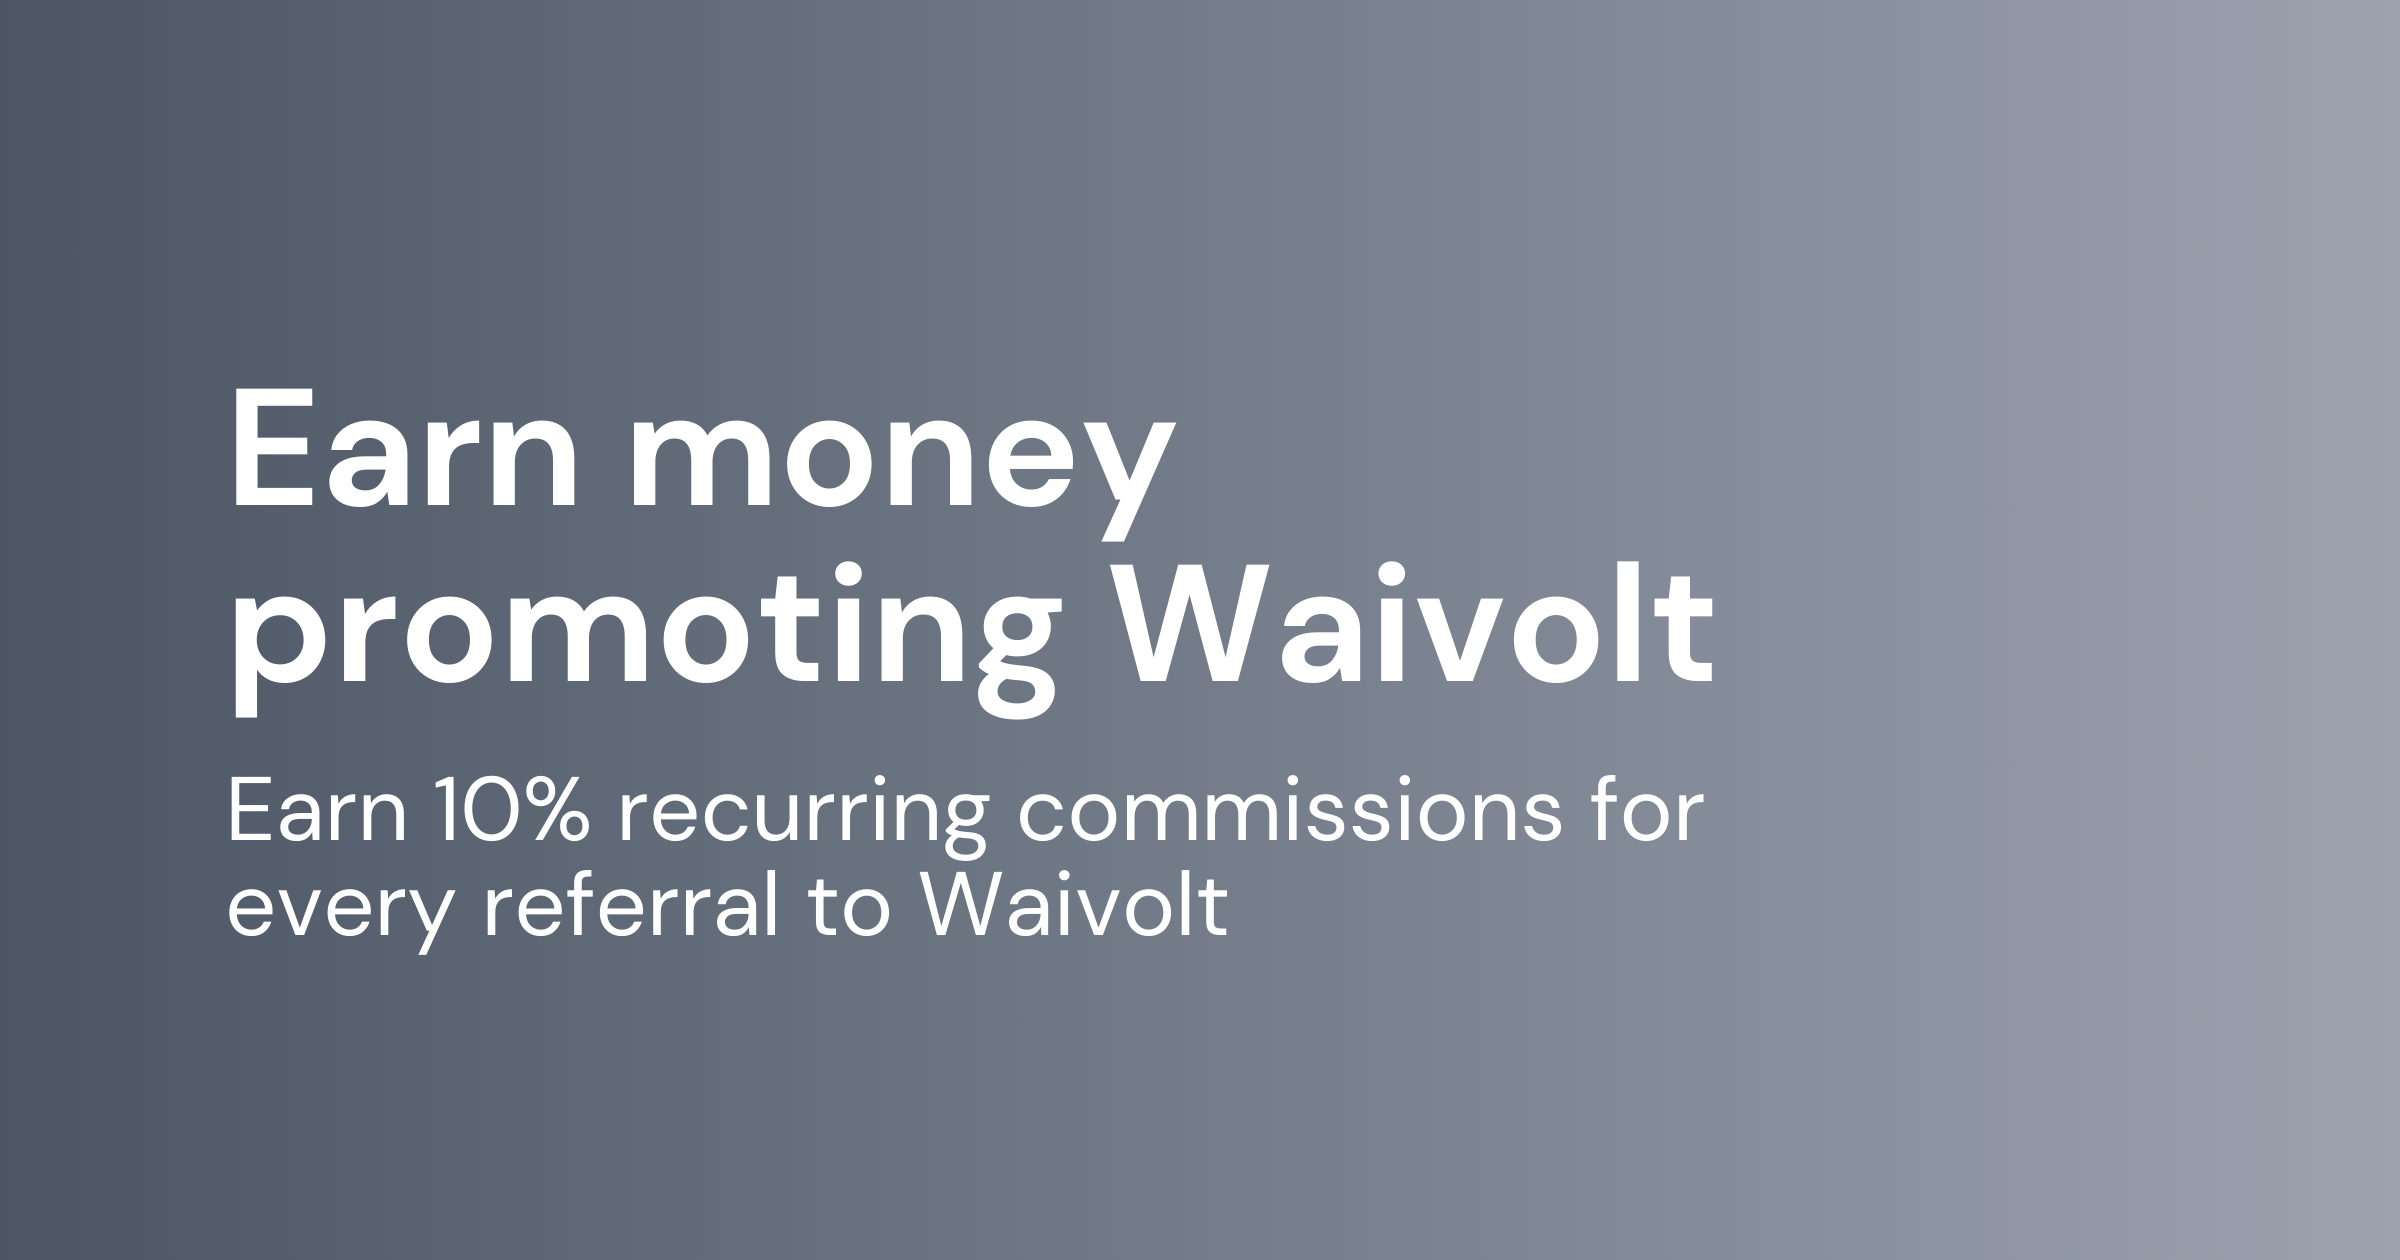 Earn money
promoting Waivolt
Earn 10% recurring commissions for
every referral to Waivolt